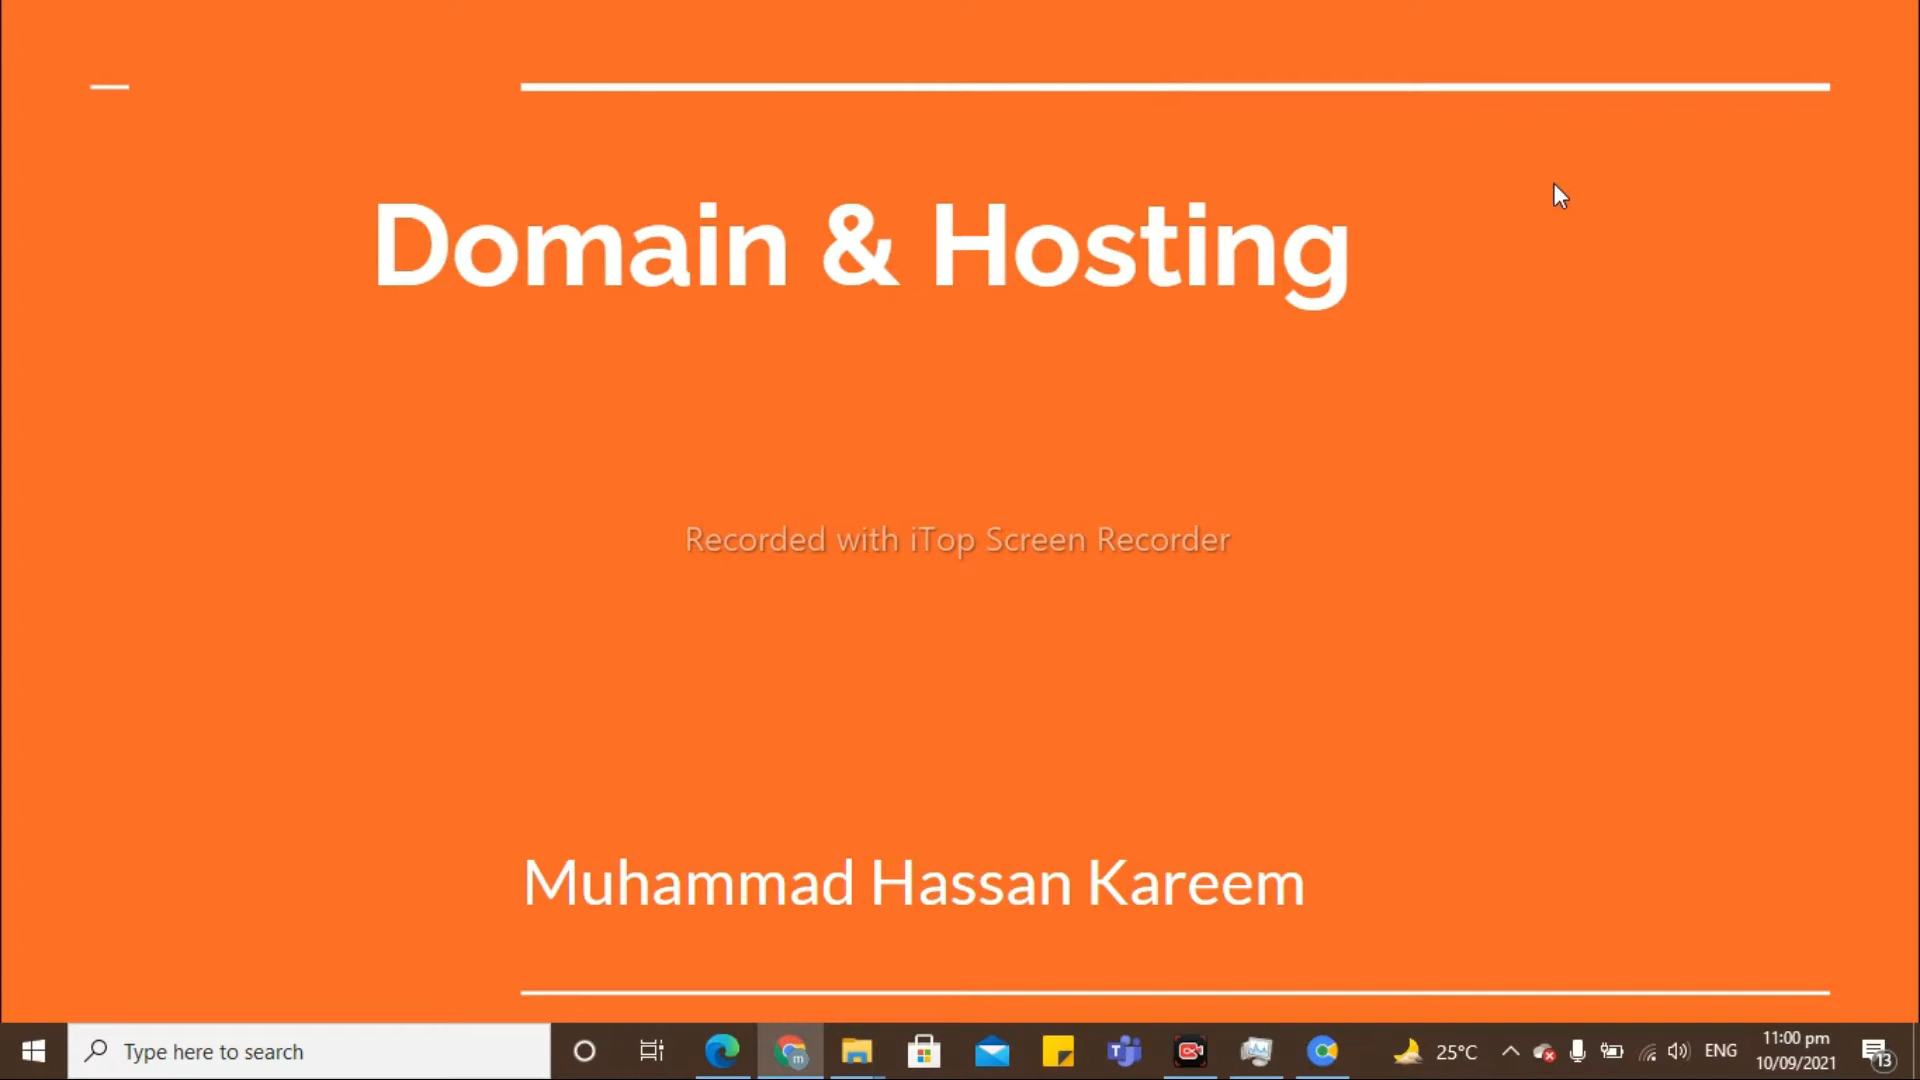 Domain & Hosting
Recorded with iTop Screen Recorder
Muhammad Hassan Kareem
Type here to search
m
25°C
ENG
11:00 pm
10/09/2021
13